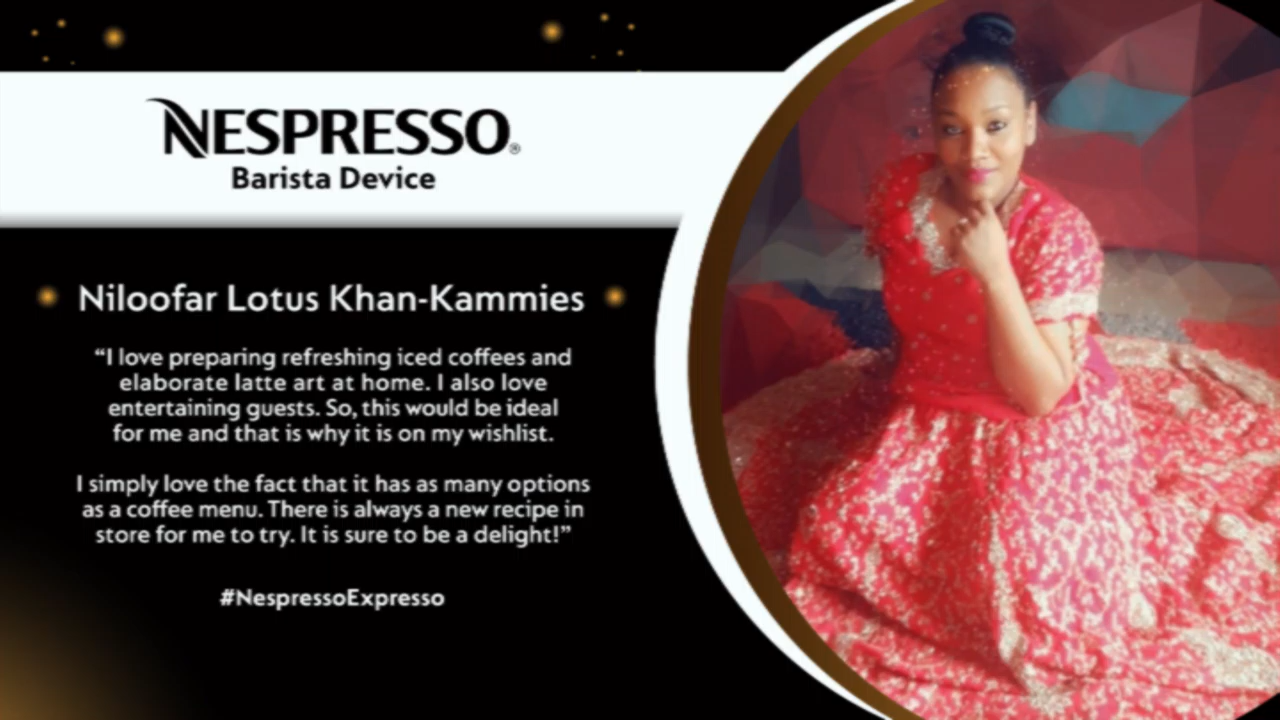 NESPRESSO®
Barista Device
Niloofar Lotus Khan-Kammies
“I love preparing refreshing iced coffees and
elaborate latte art at home. I also love
entertaining guests. So, this would be ideal
for me and that is why it is on my wishlist.
I simply love the fact that it has as many options
as a coffee menu. There is always a new recipe in
store for me to try. It is sure to be a delight!”
#NespressoExpresso